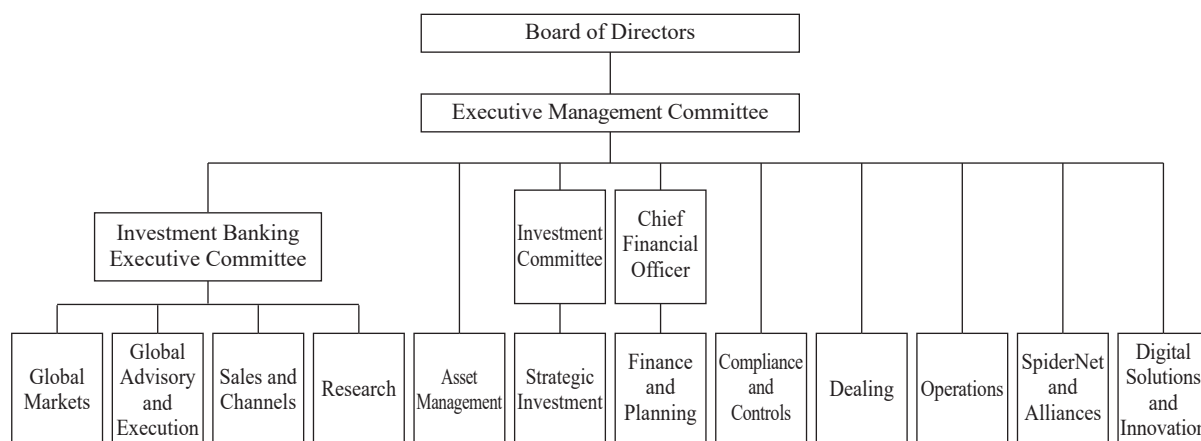 Board of Directors
Executive Management Committee
Investment Banking
Executive Committee
Investment
Committee
Chief
Financial
Officer
Global
Markets
Global
Advisory
and
Execution
Sales and
Channels
Research
Asset
Management
Strategic
Investment
Finance
and
Planning
Compliance
and
Controls
Dealing
Operations
SpiderNet
and
Alliances
Digital
Solutions
and
Innovation